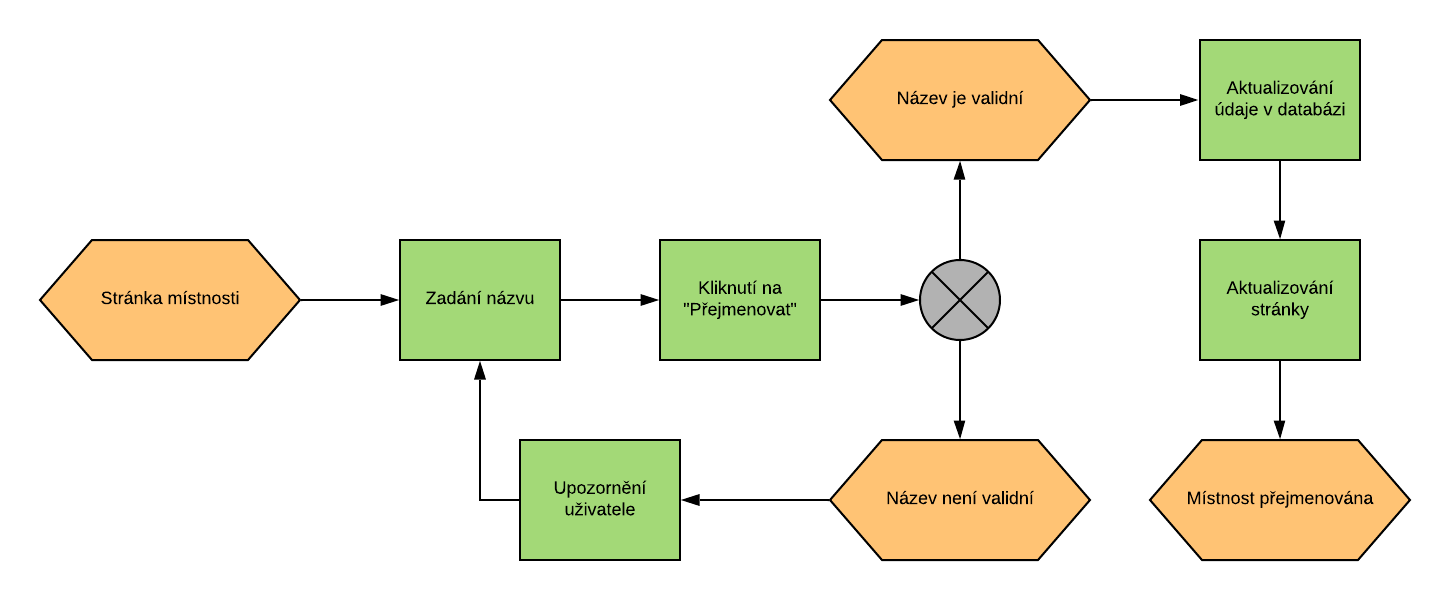 Název je validní
Aktualizování
údaje v databázi
Stránka místnosti
Zadání názvu
Kliknutí na
"Přejmenovat"
Aktualizování
stránky
Upozornění
uživatele
Název není validní
Místnost přejmenována